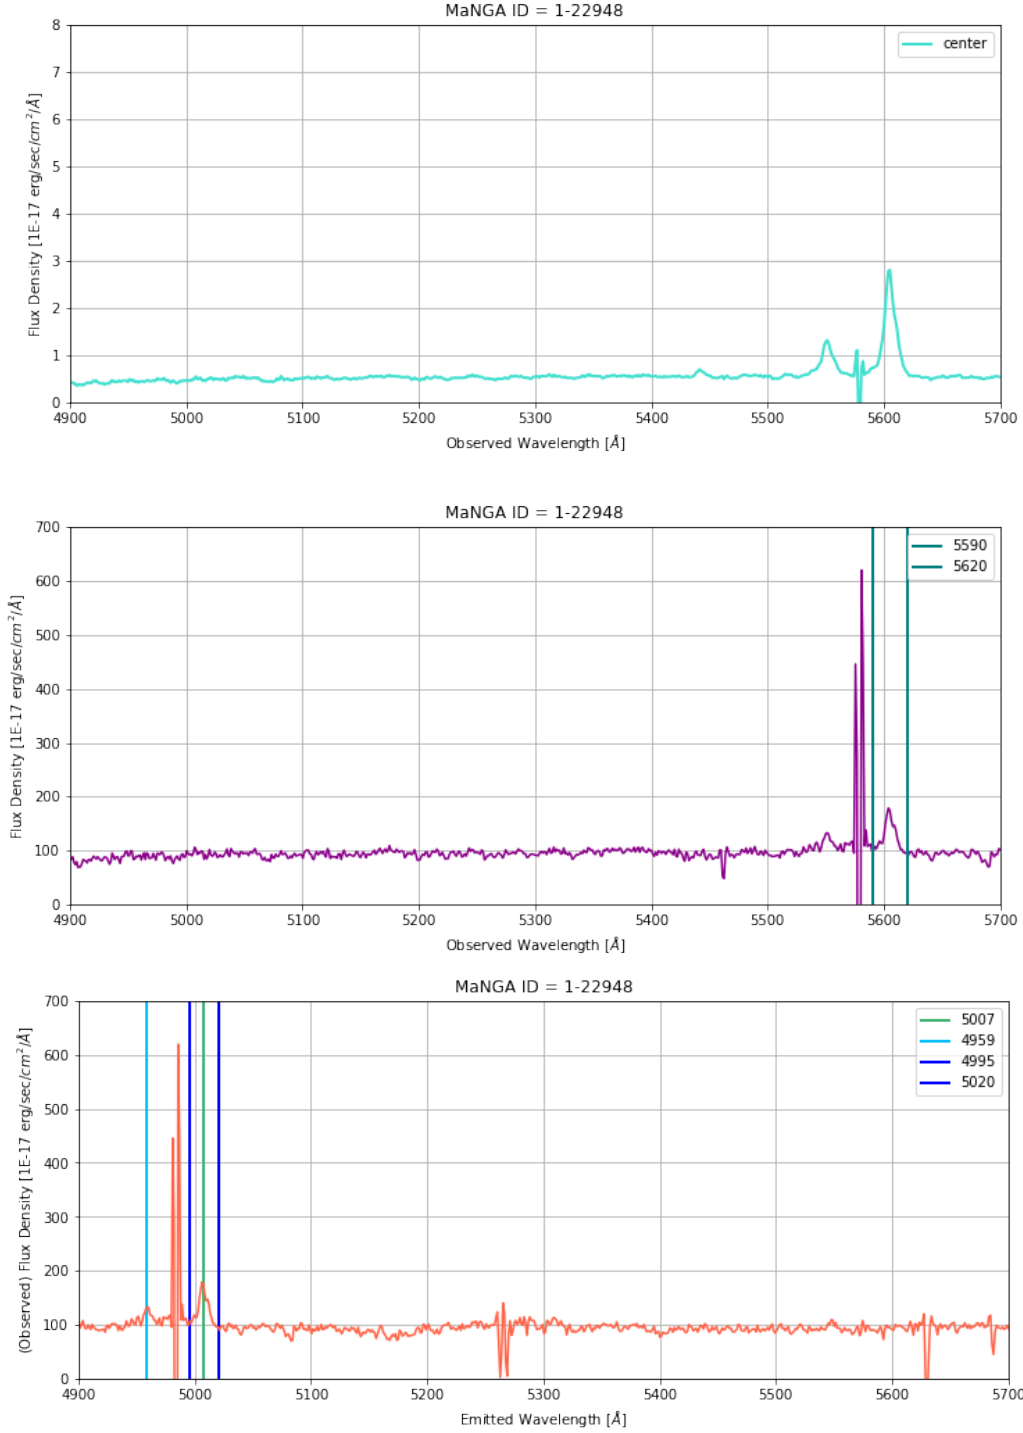 MaNGA ID = 1-22948
Flux Density [1E-17 erg/sec/cm²/Å]
8
7
6
5
4
3
2
1
0
center
4900 5000 5100 5200 5300 5400 5500 5600 5700
Observed Wavelength [Å]
MaNGA ID = 1-22948
Flux Density [1E-17 erg/sec/cm²/Å]
700
600
500
400
300
200
100
0
5590
5620
4900 5000 5100 5200 5300 5400 5500 5600 5700
Observed Wavelength [Å]
MaNGA ID = 1-22948
(Observed) Flux Density [1E-17 erg/sec/cm²/Å]
700
600
500
400
300
200
100
0
5007
4959
4995
5020
4900 5000 5100 5200 5300 5400 5500 5600 5700
Emitted Wavelength [Å]